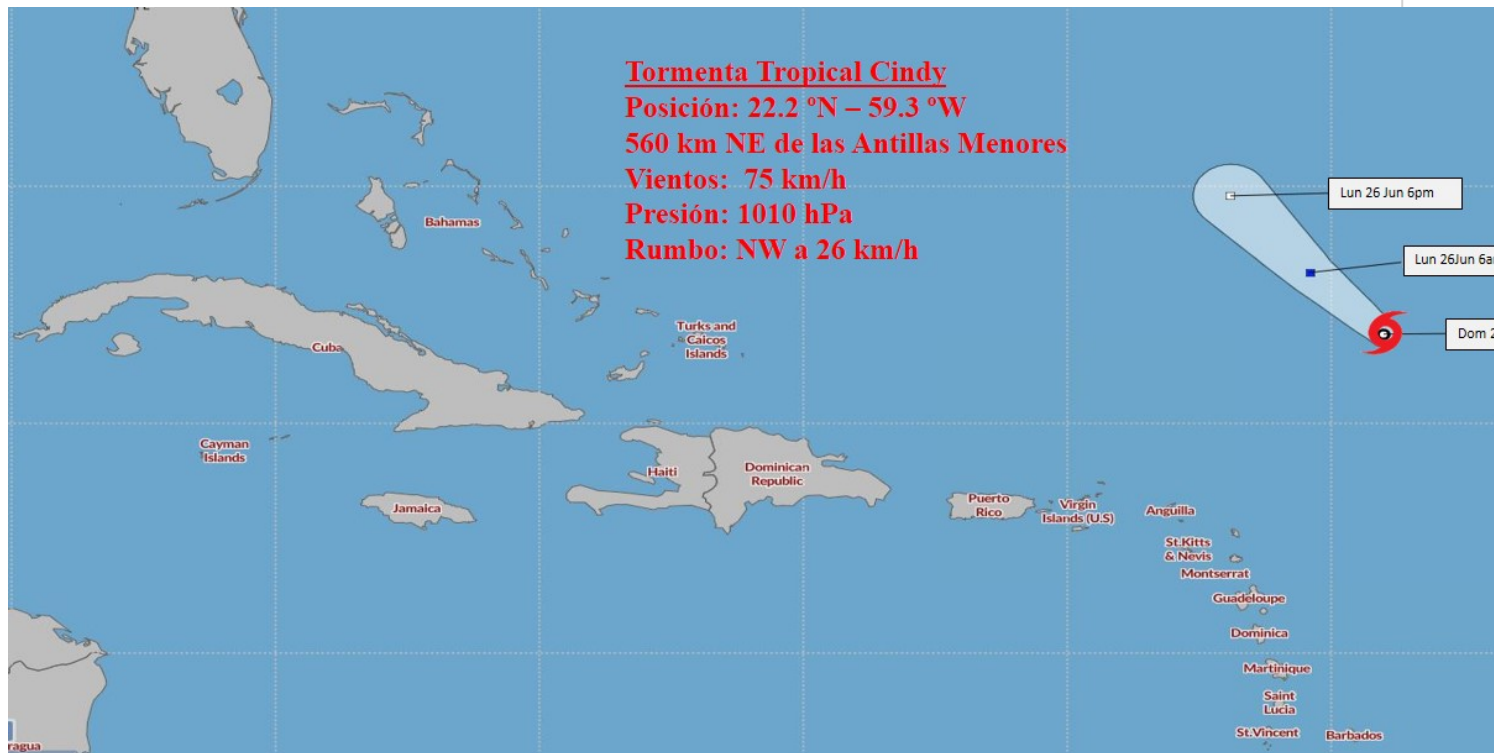 Tormenta Tropical Cindy
Posición: 22.2 ºN – 59.3 ºW
560 km NE de las Antillas Menores
Vientos: 75 km/h
Presión: 1010 hPa
Rumbo: NW a 26 km/h
Lun 26 Jun 6pm
Lun 26Jun 6am
Dom 2
Bahamas
Turks and
Caicos
Islands
Cuba
Cayman
Islands
Haiti
Dominican
Republic
Jamaica
Puerto
Rico
Virgin
Islands (U.S)
Anguilla
St.Kitts
& Nevis
Montserrat
Guadeloupe
Dominica
Martinique
Saint
Lucia
St.Vincent
Barbados
ragua